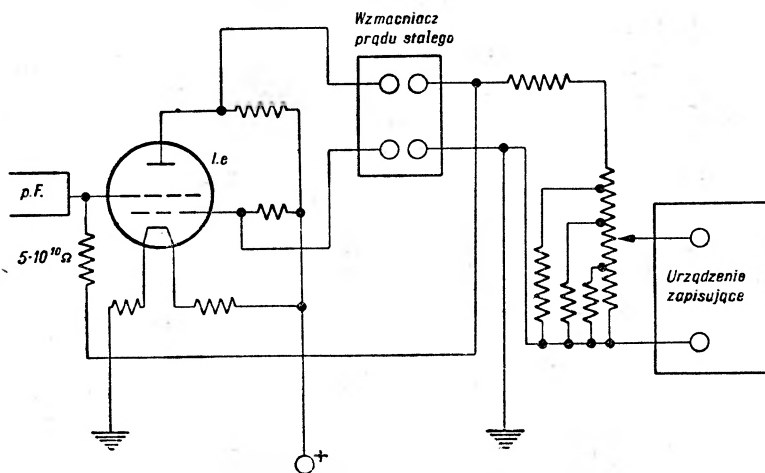 Wzmacniacz
prądu stałego
l.e
p.F.
5·10¹⁰Ω
Urządzenie
zapisujące
+